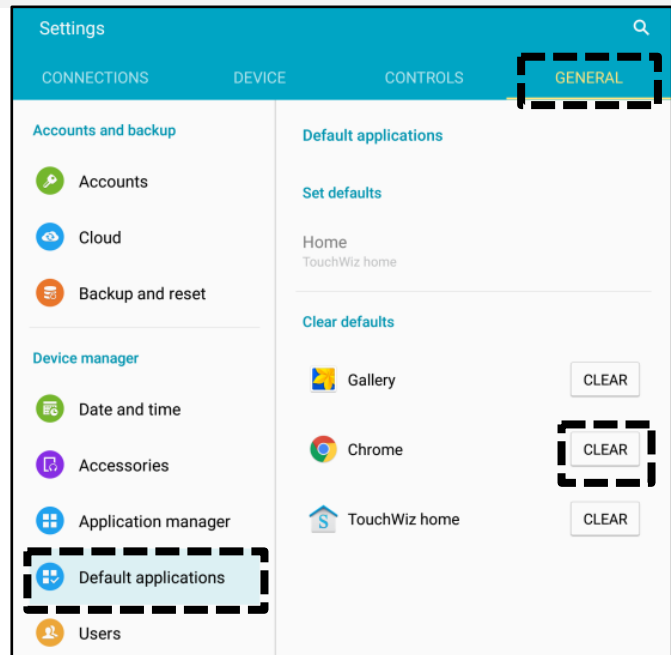 Settings
CONNECTIONS
DEVICE
CONTROLS
GENERAL
Accounts and backup
Accounts
Cloud
Backup and reset
Device manager
Date and time
Accessories
Application manager
Default applications
Users
Default applications
Set defaults
Home
TouchWiz home
Clear defaults
Gallery
CLEAR
Chrome
CLEAR
S
TouchWiz home
CLEAR